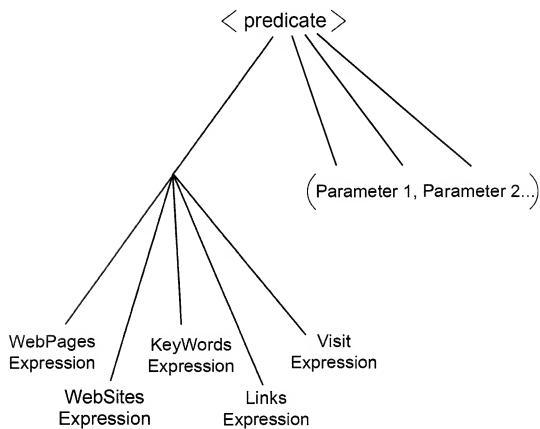 < predicate >
(Parameter 1, Parameter 2...)
WebPages
Expression
KeyWords
Expression
Visit
Expression
WebSites
Expression
Links
Expression